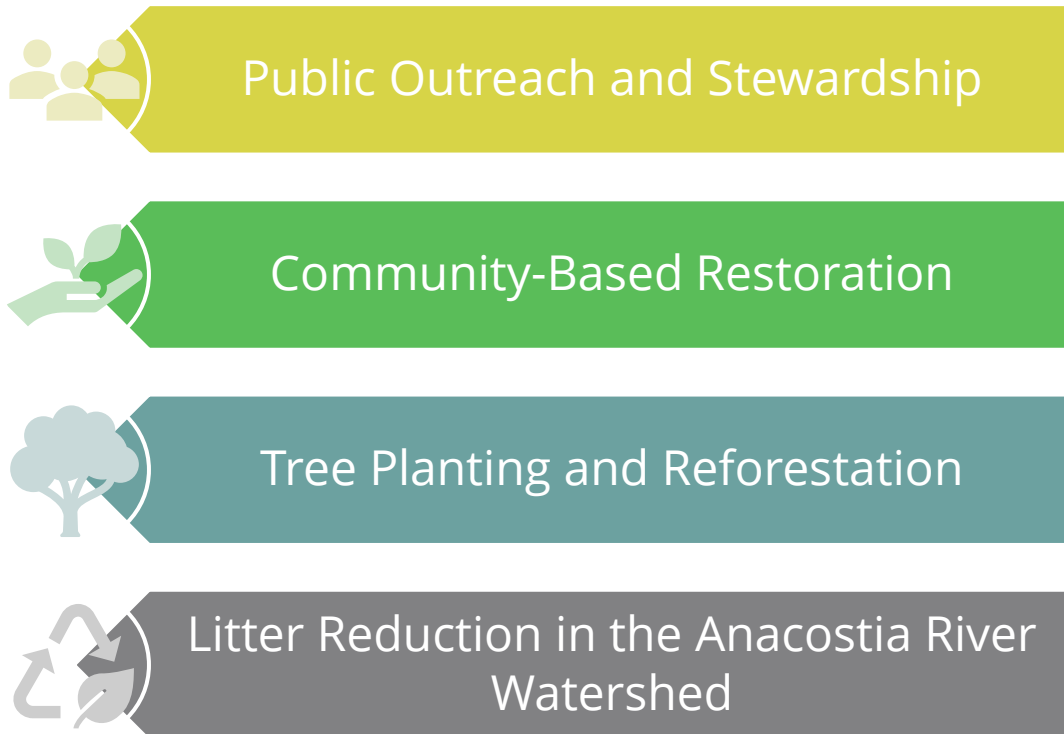 Public Outreach and Stewardship
Community-Based Restoration
Tree Planting and Reforestation
Litter Reduction in the Anacostia River
Watershed